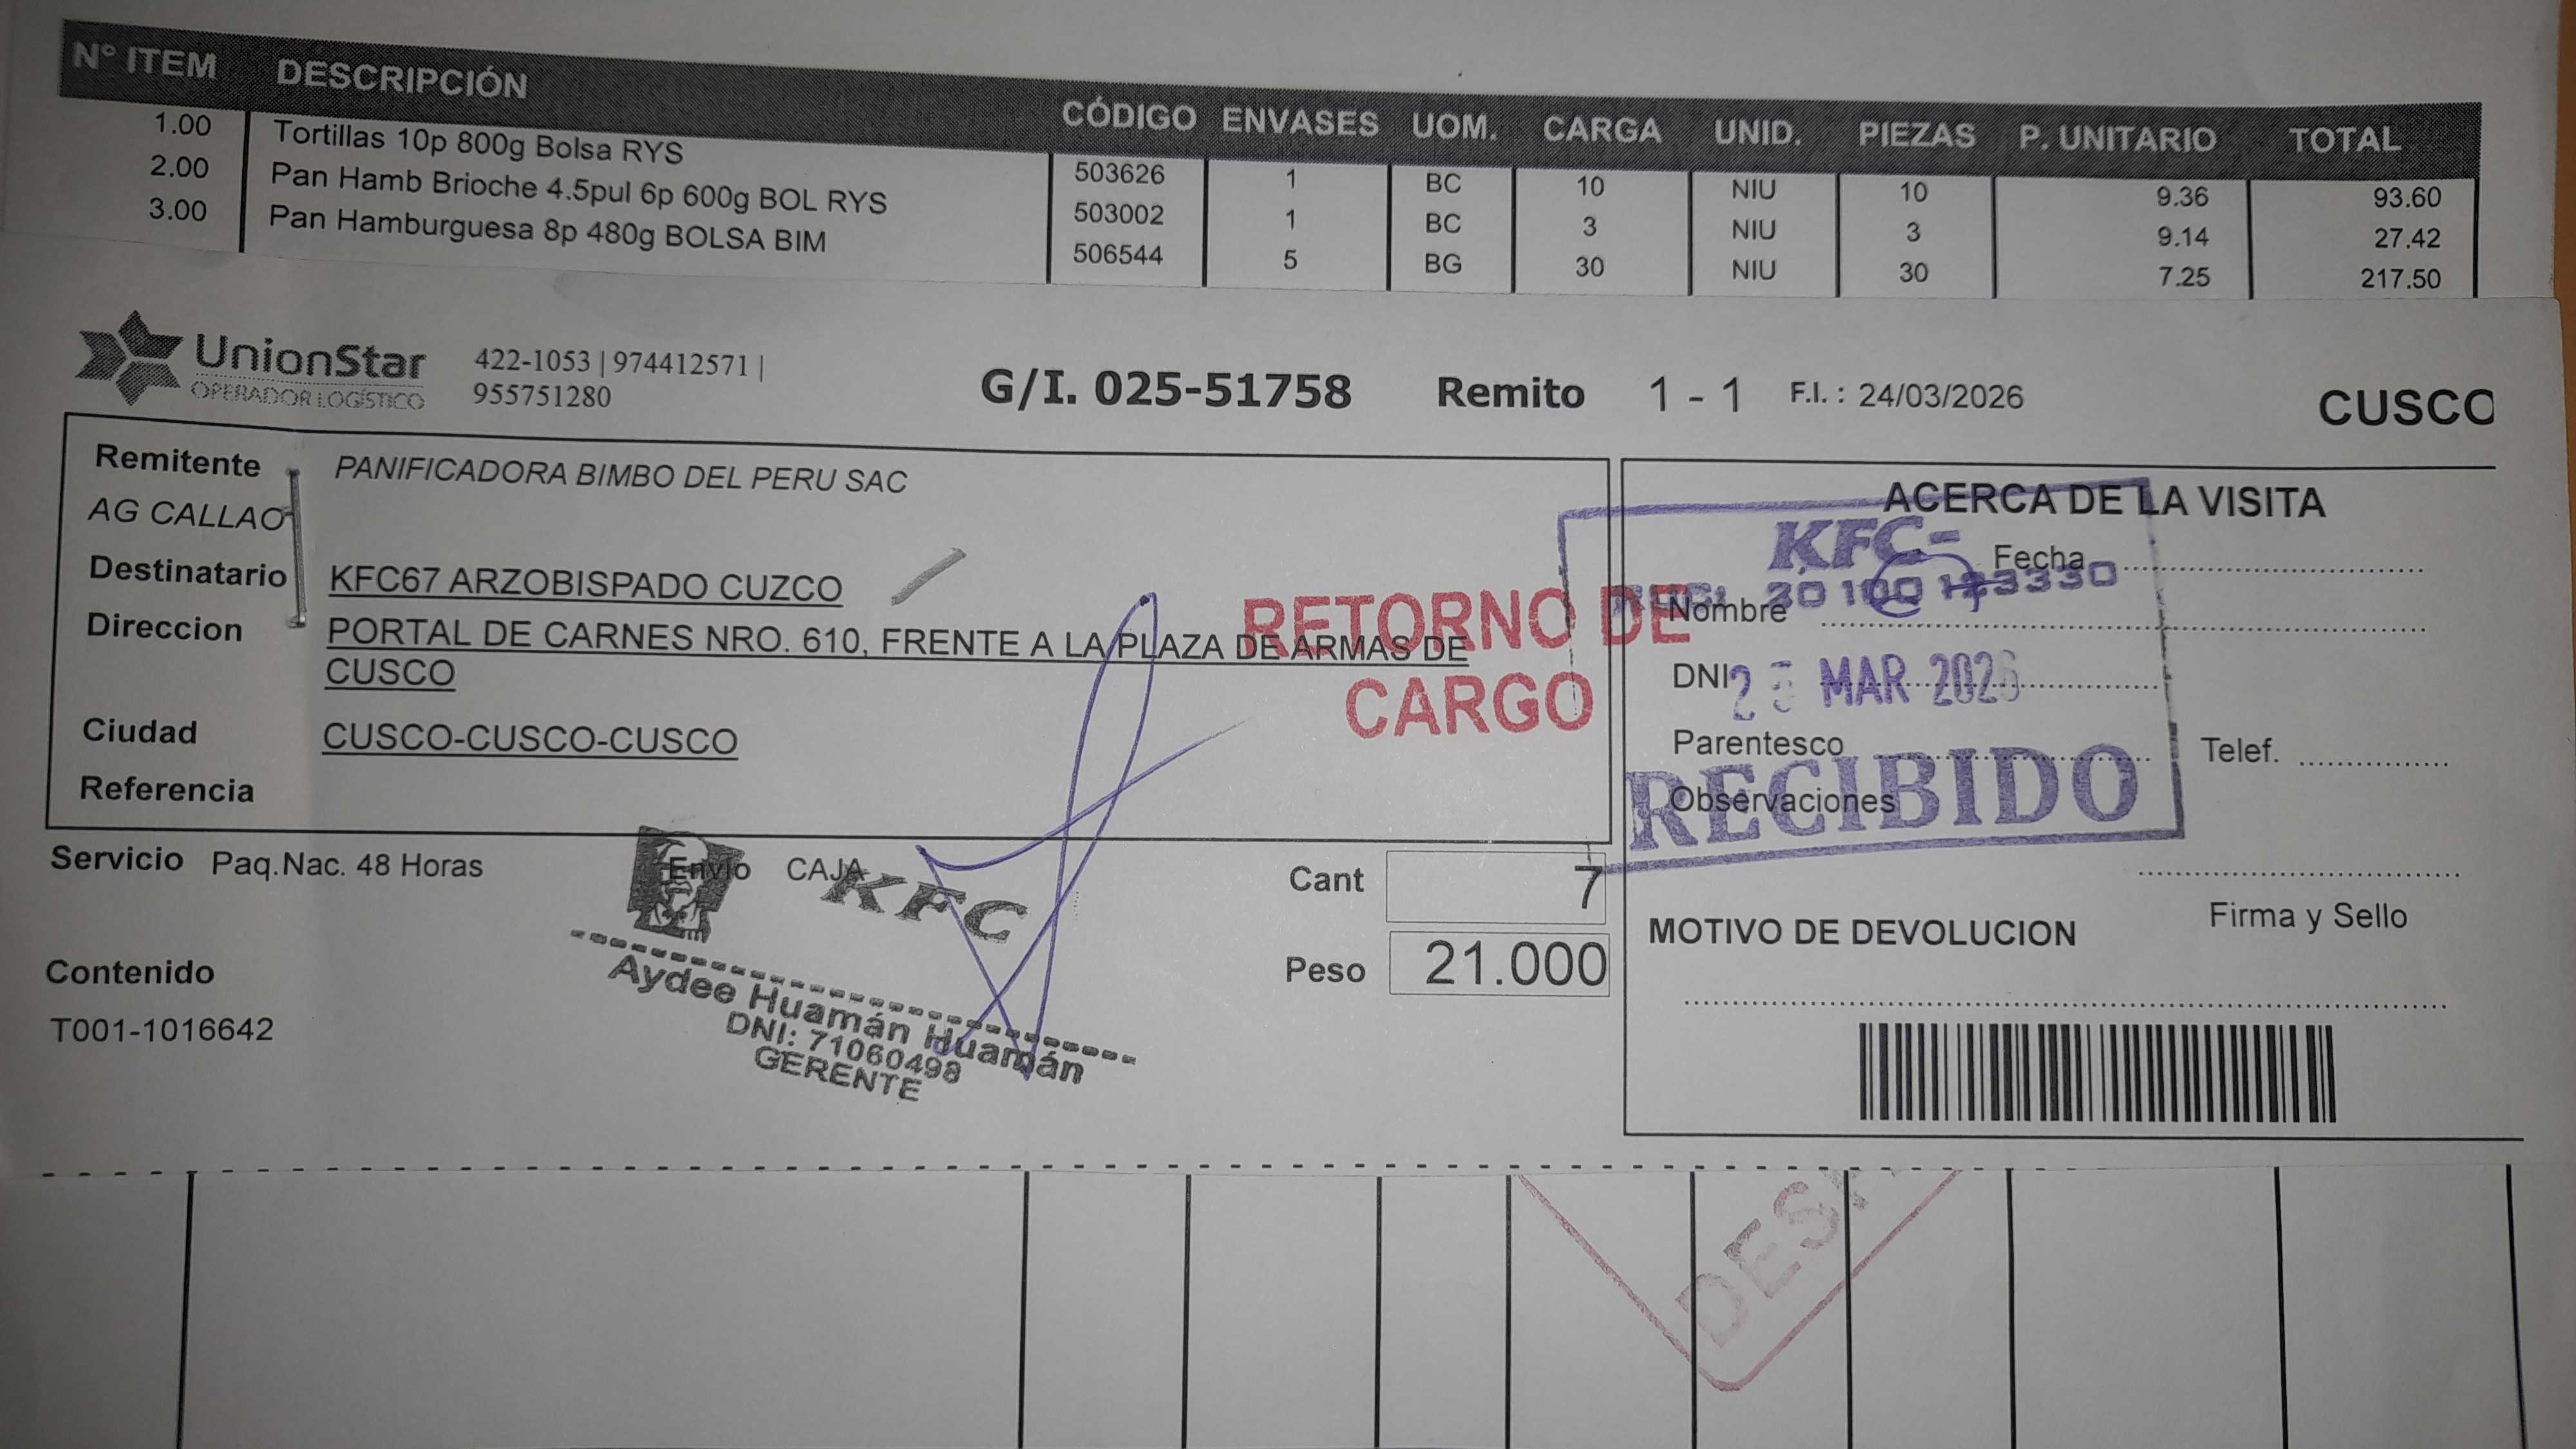 N° ITEM DESCRIPCIÓN CÓDIGO ENVASES UOM. CARGA UNID. PIEZAS P. UNITARIO TOTAL
1.00 Tortillas 10p 800g Bolsa RYS 503626 1 BC 10 NIU 10 9.36 93.60
2.00 Pan Hamb Brioche 4.5pul 6p 600g BOL RYS 503002 1 BC 3 NIU 3 9.14 27.42
3.00 Pan Hamburguesa 8p 480g BOLSA BIM 506544 5 BG 30 NIU 30 7.25 217.50
UnionStar
OPERADOR LOGÍSTICO
422-1053 | 974412571 |
955751280
G/I. 025-51758 Remito 1 - 1 F.I. : 24/03/2026 CUSCO
Remitente PANIFICADORA BIMBO DEL PERU SAC
AG CALLAO
Destinatario KFC67 ARZOBISPADO CUZCO
Direccion PORTAL DE CARNES NRO. 610, FRENTE A LA PLAZA DE ARMAS DE
CUSCO
Ciudad CUSCO-CUSCO-CUSCO
Referencia
RETORNO DE
CARGO
ACERCA DE LA VISITA
KFC-
Fecha
Nombre
DNI
MAR 2026
Parentesco
Telef.
RECIBIDO
Observaciones
Firma y Sello
MOTIVO DE DEVOLUCION
Servicio Paq.Nac. 48 Horas Envio CAJA Cant 7
Peso 21.000
KFC
Aydee Huamán Huamán
DNI: 71060498
GERENTE
Contenido
T001-1016642